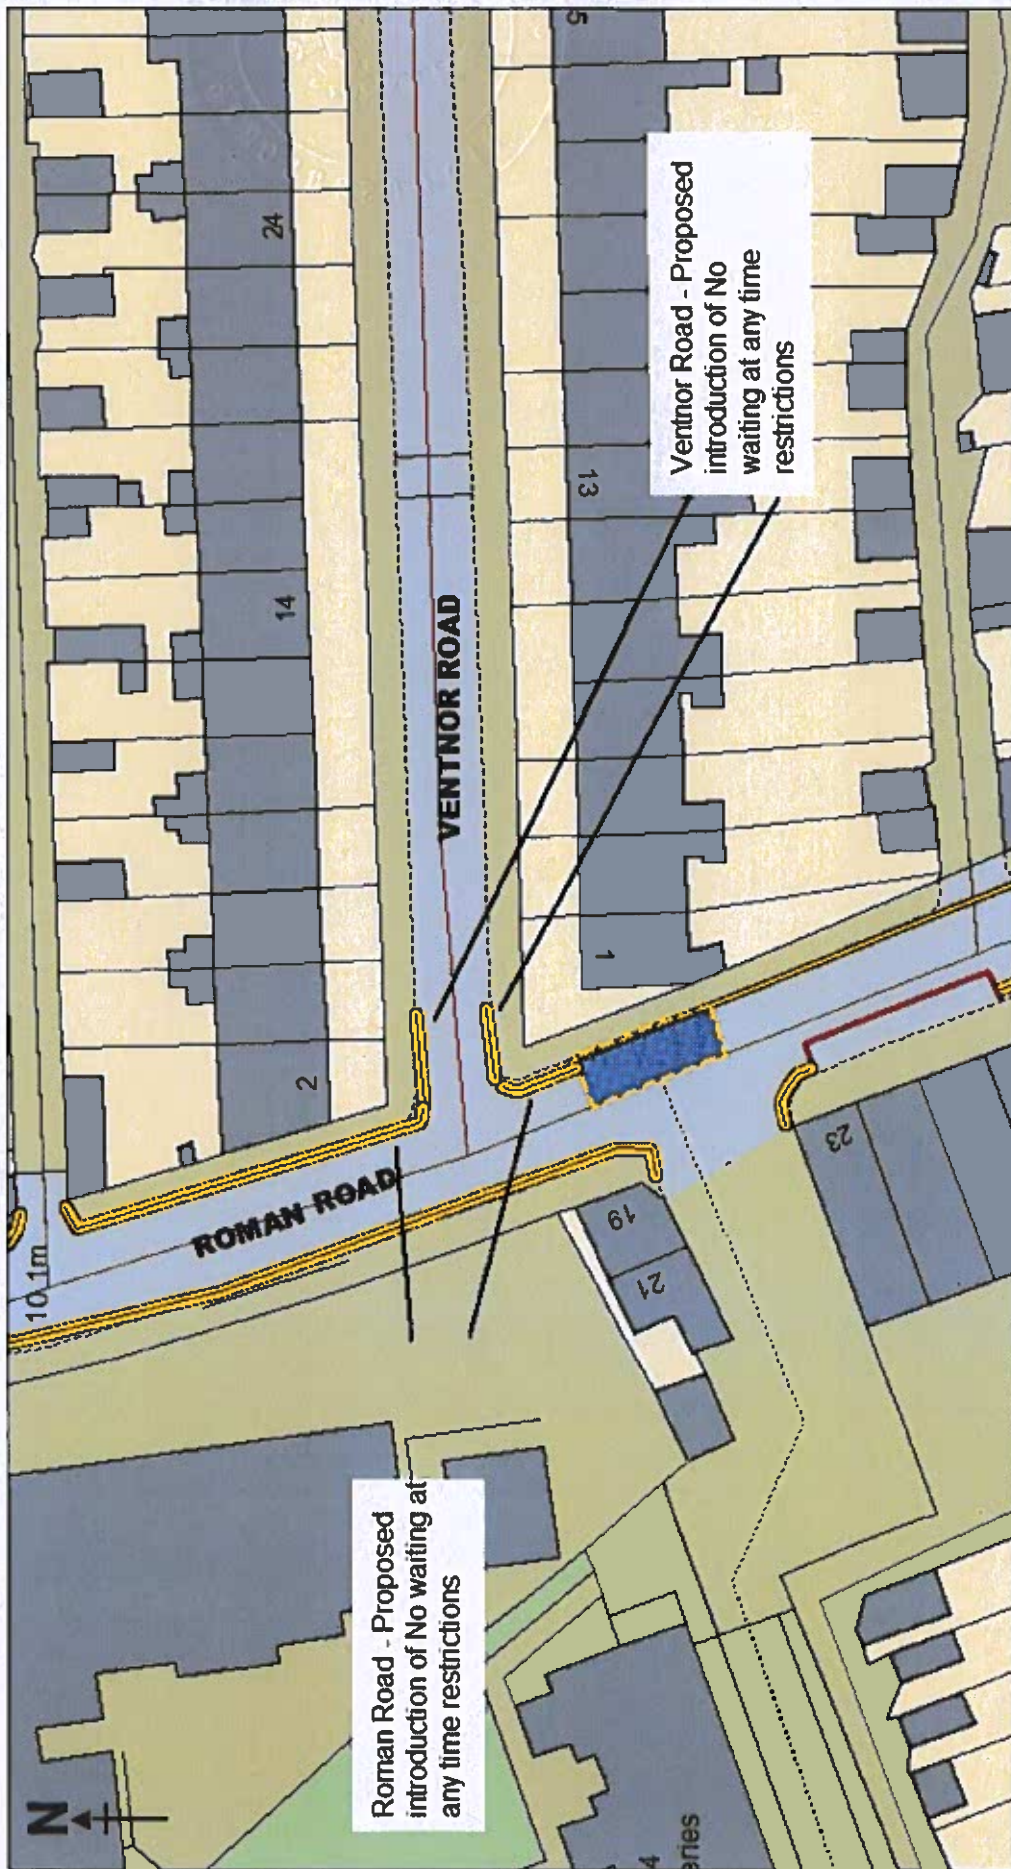 N
Roman Road - Proposed
introduction of No waiting at
any time restrictions
Ventnor Road - Proposed
introduction of No
waiting at any time
restrictions
10.1m
ROMAN ROAD
VENTNOR ROAD
2
14
24
1
13
5
19
21
23
4
eries